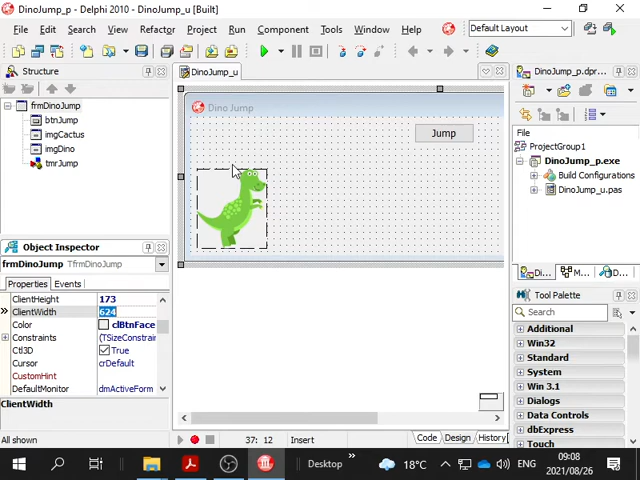 DinoJump_p - Delphi 2010 - DinoJump_u [Built]
File Edit Search View Refactor Project Run Component Tools Window Help
Default Layout
Structure
frmDinoJump
btnJump
imgCactus
imgDino
tmrJump
Object Inspector
frmDinoJump TfrmDinoJump
Properties Events
ClientHeight 173
ClientWidth 624
Color clBtnFace
Constraints (TSizeConstrain
Ctl3D True
Cursor crDefault
CustomHint
DefaultMonitor dmActiveForm
ClientWidth
All shown
DinoJump_u
Dino Jump
Jump
37: 12 Insert
Code Design History
DinoJump_p.dpr...
File
ProjectGroup1
DinoJump_p.exe
Build Configurations
DinoJump_u.pas
Di... M... D...
Tool Palette
Search
Additional
Win32
Standard
System
Win 3.1
Dialogs
Data Controls
dbExpress
Touch
Desktop
18°C
ENG
09:08
2021/08/26